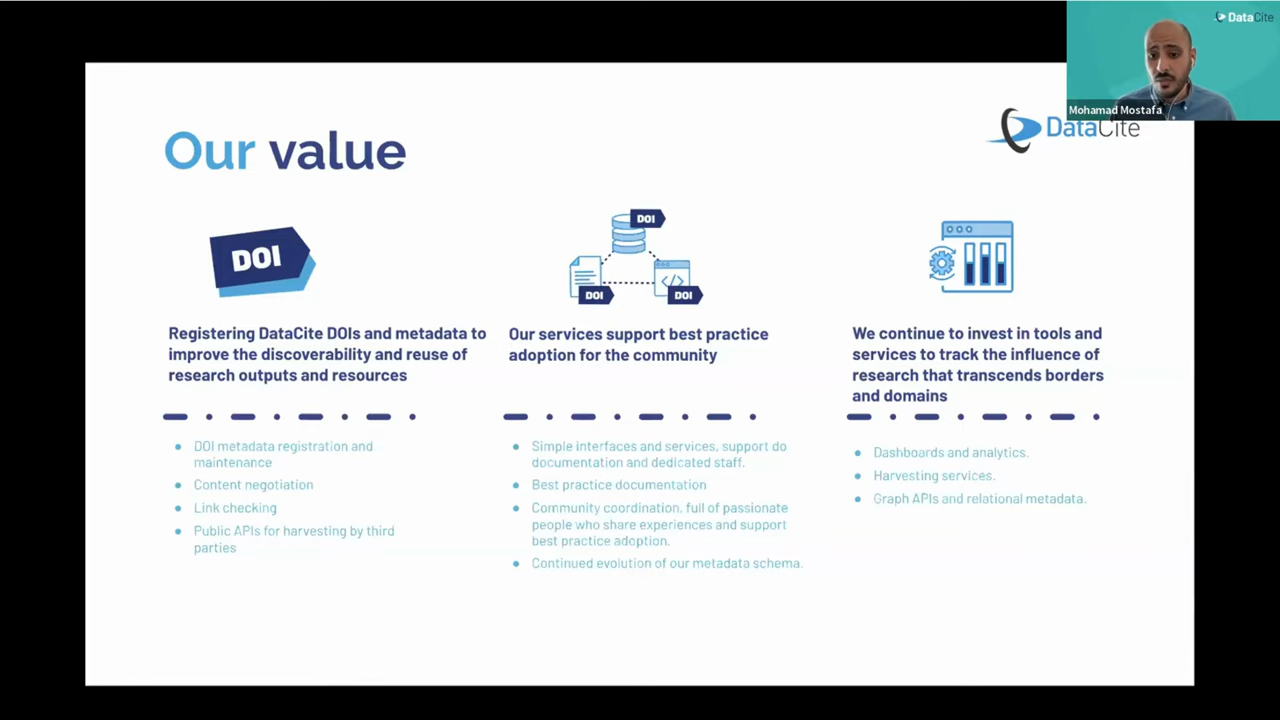 DataCite
Mohamad Mostafa
DataCite
Our value
DOI
Registering DataCite DOIs and metadata to
improve the discoverability and reuse of
research outputs and resources
DOI metadata registration and
maintenance
Content negotiation
Link checking
Public APIs for harvesting by third
parties
DOI
DOI
DOI
Our services support best practice
adoption for the community
Simple interfaces and services, support do
documentation and dedicated staff.
Best practice documentation
Community coordination, full of passionate
people who share experiences and support
best practice adoption.
Continued evolution of our metadata schema.
We continue to invest in tools and
services to track the influence of
research that transcends borders
and domains
Dashboards and analytics.
Harvesting services.
Graph APIs and relational metadata.